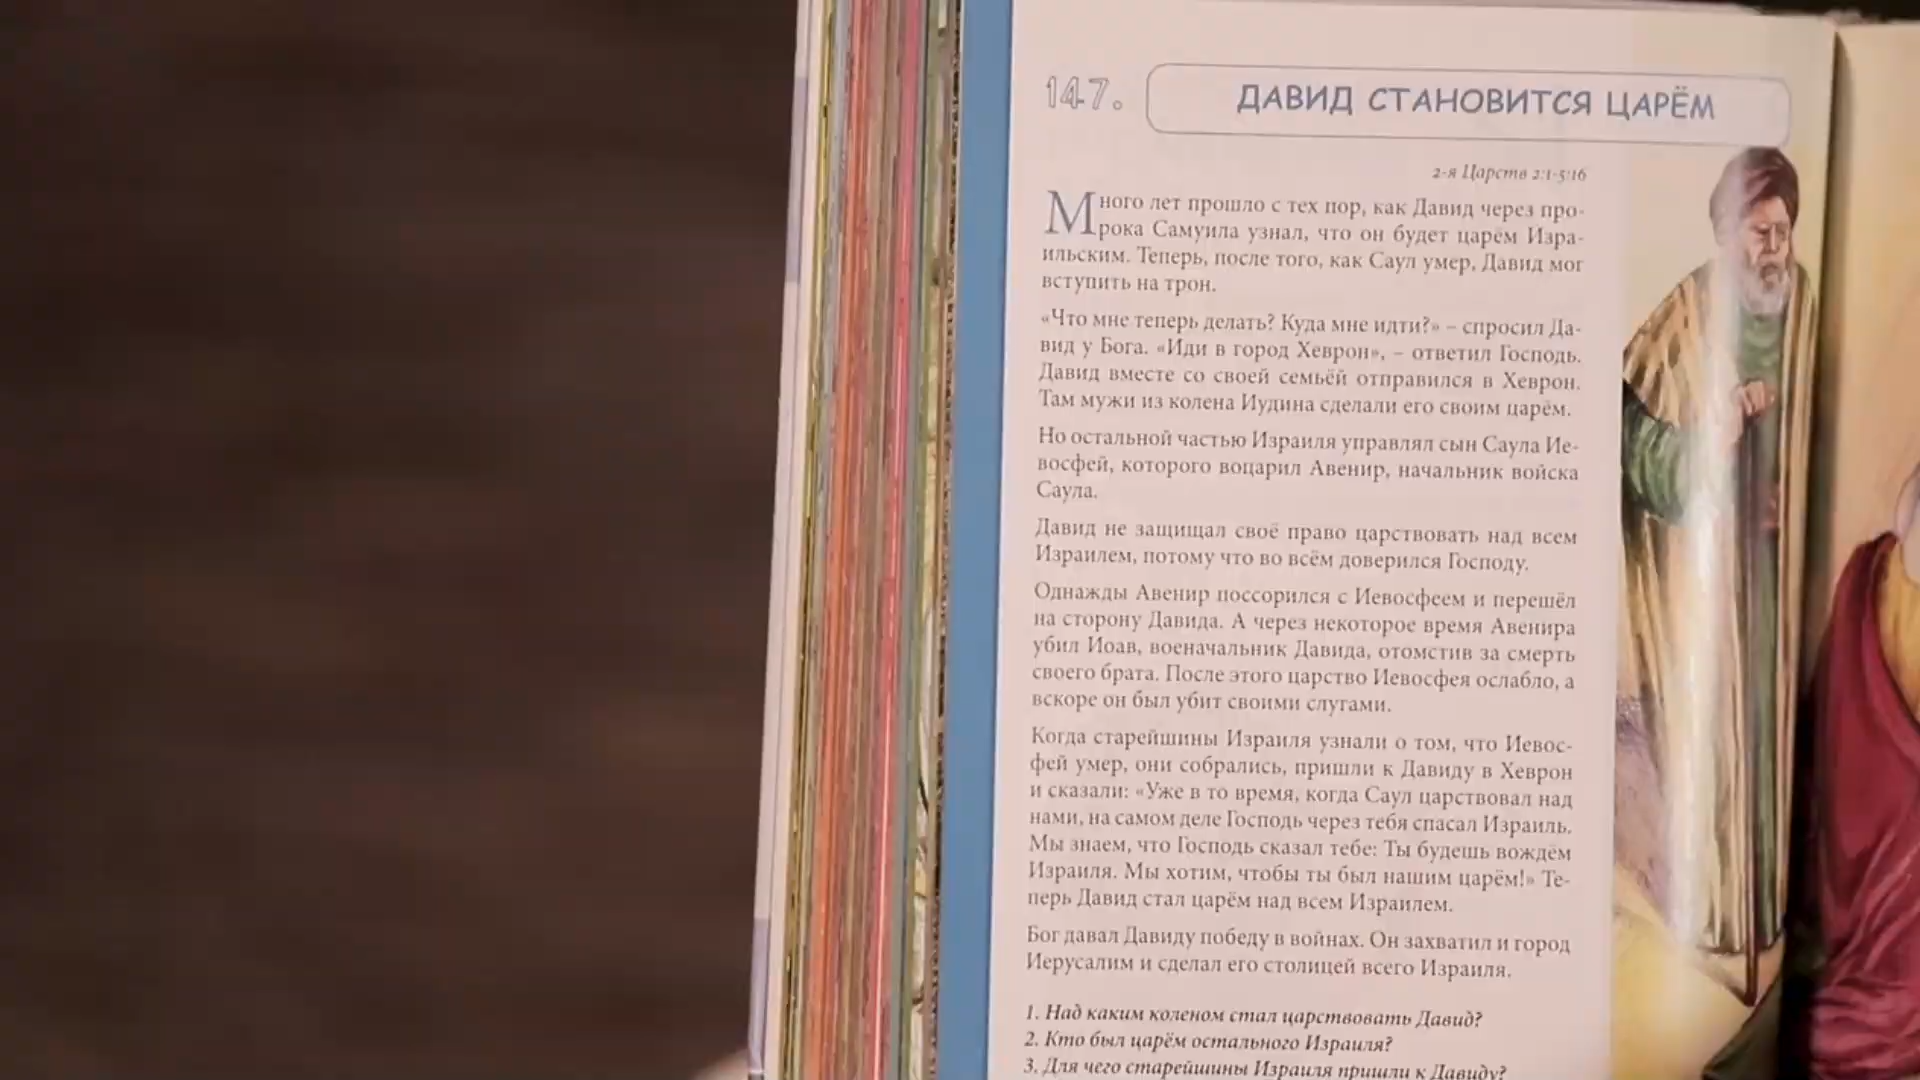 147.
ДАВИД СТАНОВИТСЯ ЦАРЁМ
2-я Царств 2:1-5:16
Много лет прошло с тех пор, как Давид через про-
рока Самуила узнал, что он будет царём Изра-
ильским. Теперь, после того, как Саул умер, Давид мог
вступить на трон.
«Что мне теперь делать? Куда мне идти?» – спросил Да-
вид у Бога. «Иди в город Хеврон», – ответил Господь.
Давид вместе со своей семьёй отправился в Хеврон.
Там мужи из колена Иудина сделали его своим царём.
Но остальной частью Израиля управлял сын Саула Ие-
восфей, которого воцарил Авенир, начальник войска
Саула.
Давид не защищал своё право царствовать над всем
Израилем, потому что во всём доверился Господу.
Однажды Авенир поссорился с Иевосфеем и перешёл
на сторону Давида. А через некоторое время Авенира
убил Иоав, военачальник Давида, отомстив за смерть
своего брата. После этого царство Иевосфея ослабло, а
вскоре он был убит своими слугами.
Когда старейшины Израиля узнали о том, что Иевос-
фей умер, они собрались, пришли к Давиду в Хеврон
и сказали: «Уже в то время, когда Саул царствовал над
нами, на самом деле Господь через тебя спасал Израиль.
Мы знаем, что Господь сказал тебе: Ты будешь вождём
Израиля. Мы хотим, чтобы ты был нашим царём!» Те-
перь Давид стал царём над всем Израилем.
Бог давал Давиду победу в войнах. Он захватил и город
Иерусалим и сделал его столицей всего Израиля.
1. Над каким коленом стал царствовать Давид?
2. Кто был царём остального Израиля?
3. Для чего старейшины Израиля пришли к Давиду?